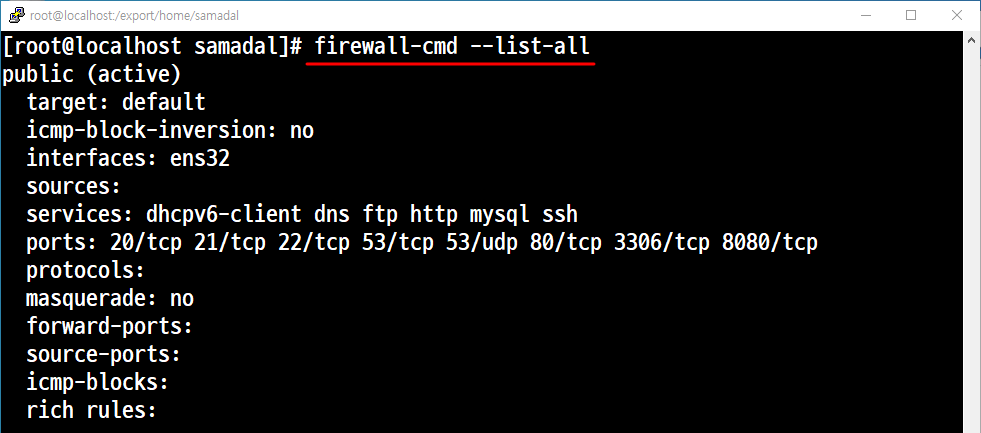 root@localhost:/export/home/samadal
[root@localhost samadal]# firewall-cmd --list-all
public (active)
  target: default
  icmp-block-inversion: no
  interfaces: ens32
  sources:
  services: dhcpv6-client dns ftp http mysql ssh
  ports: 20/tcp 21/tcp 22/tcp 53/tcp 53/udp 80/tcp 3306/tcp 8080/tcp
  protocols:
  masquerade: no
  forward-ports:
  source-ports:
  icmp-blocks:
  rich rules: